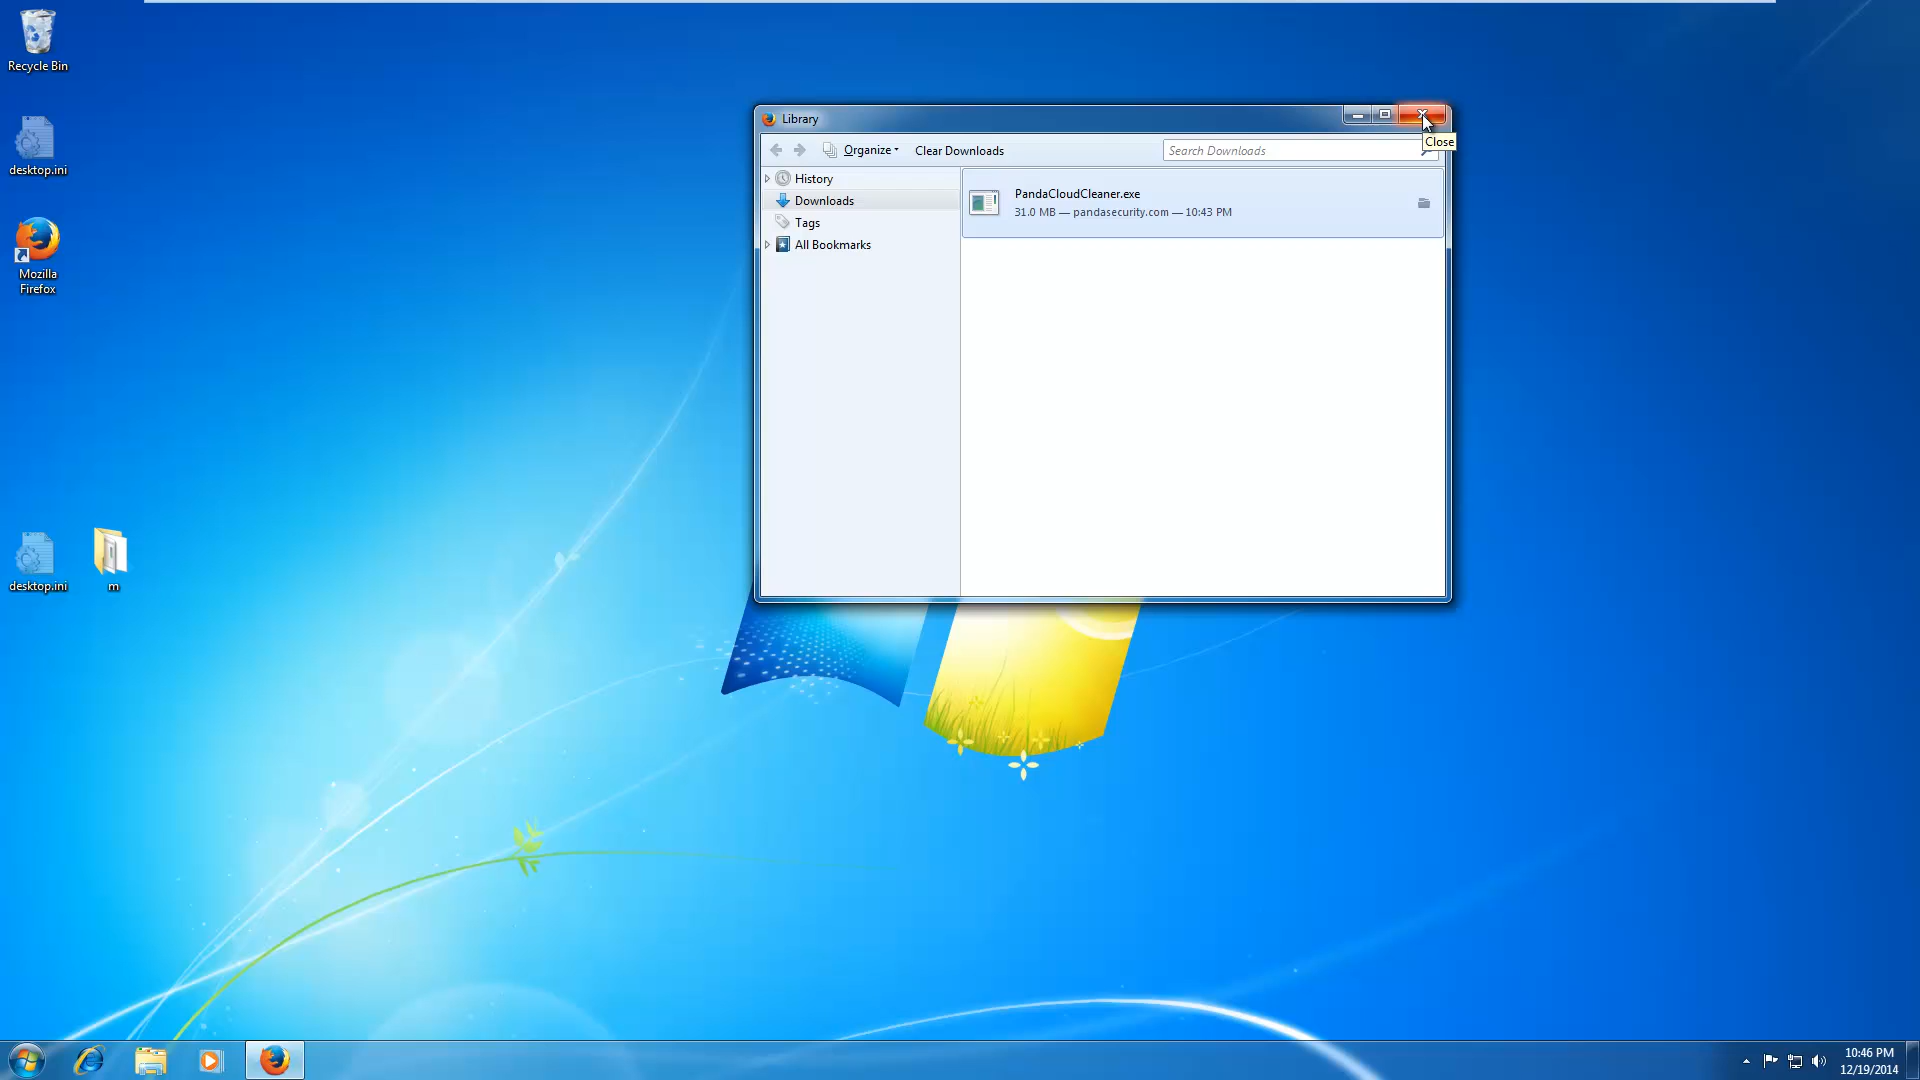 Recycle Bin
desktop.ini
Mozilla
Firefox
desktop.ini
m
Library
Close
Organize
Clear Downloads
Search Downloads
History
Downloads
Tags
All Bookmarks
PandaCloudCleaner.exe
31.0 MB — pandasecurity.com — 10:43 PM
10:46 PM
12/19/2014